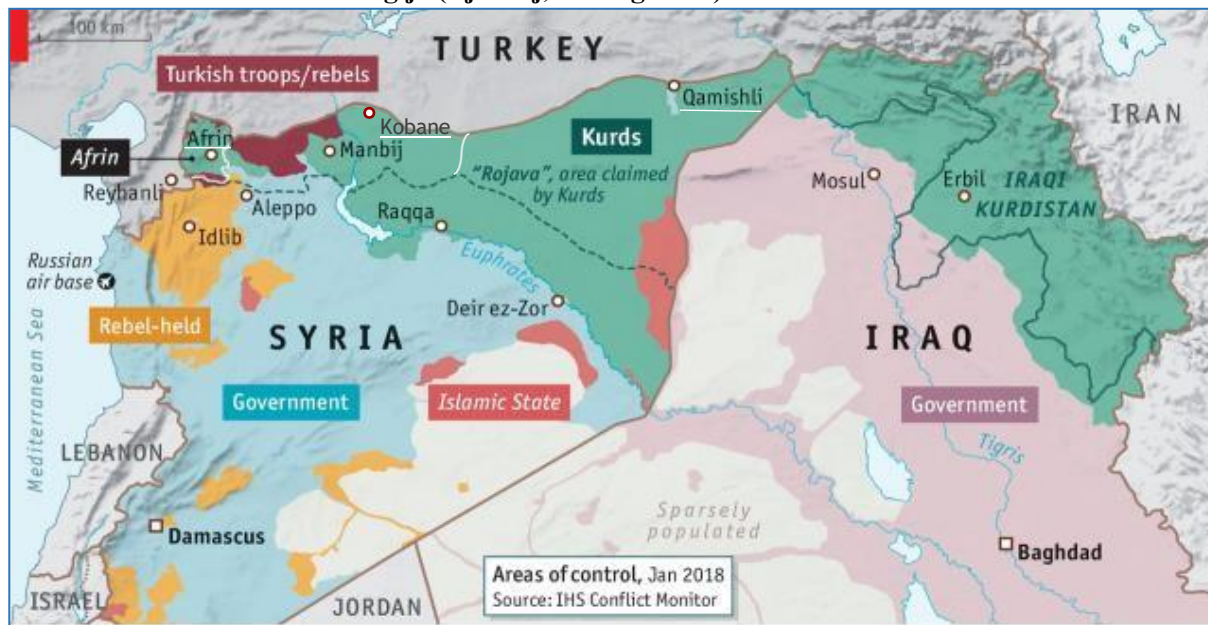 100 km
TURKEY
Turkish troops/rebels
IRAN
Qamishli
Kobane
Afrin
Afrin
Manbij
Kurds
"Rojava", area claimed
by Kurds
Reyhanli
Aleppo
Mosul
Erbil
IRAQI
KURDISTAN
Raqqa
Idlib
Russian
air base
Euphrates
Deir ez-Zor
Rebel-held
SYRIA
IRAQ
Mediterranean Sea
Government
Islamic State
Government
LEBANON
Tigris
Sparsely
populated
Damascus
Baghdad
Areas of control, Jan 2018
Source: IHS Conflict Monitor
ISRAEL
JORDAN